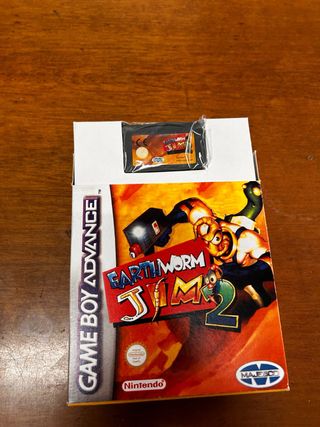 GAME BOY ADVANCE
EARTHWORM
JIM
2
Nintendo
MAJESCO